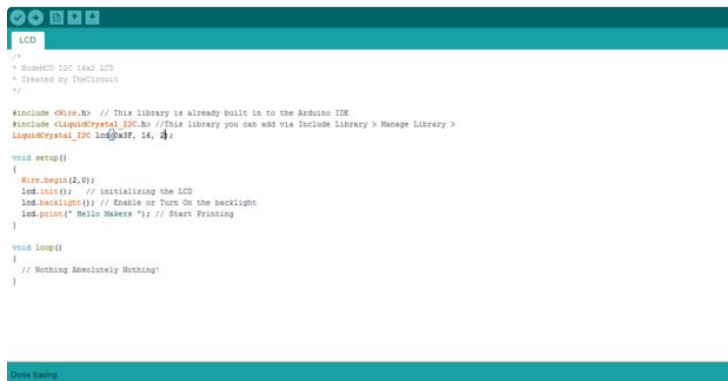 LCD
/*
* NodeMCU I2C 16x2 LCD
* Created by TheCircuit
*/
#include <Wire.h>  // This library is already built in to the Arduino IDE
#include <LiquidCrystal_I2C.h> //This library you can add via Include Library > Manage Library >
LiquidCrystal_I2C lcd(0x3F, 16, 2);
void setup()
{
Wire.begin(2,0);
lcd.init();   // initializing the LCD
lcd.backlight(); // Enable or Turn On the backlight
lcd.print(" Hello Makers "); // Start Printing
}
void loop()
{
// Nothing Absolutely Nothing!
}
Done Saving